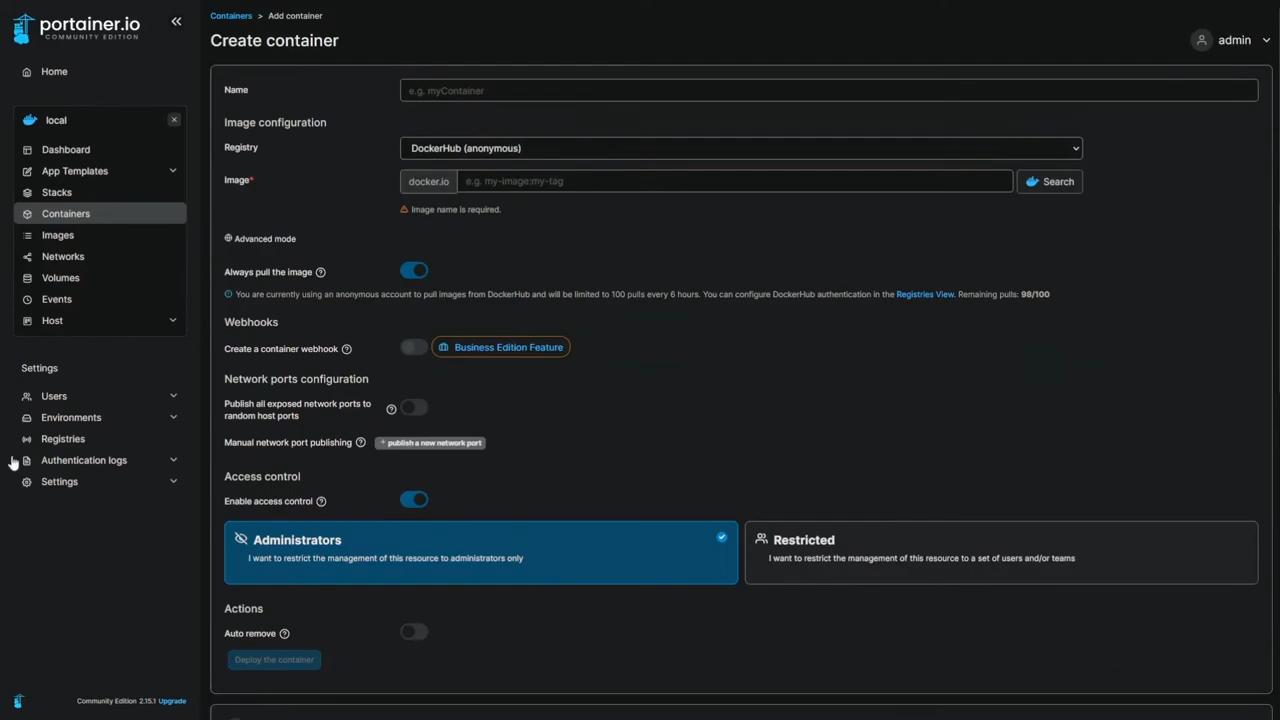 portainer.io
COMMUNITY EDITION
Home
local
Dashboard
App Templates
Stacks
Containers
Images
Networks
Volumes
Events
Host
Settings
Users
Environments
Registries
Authentication logs
Settings
Community Edition 2.15.1 Upgrade
Containers > Add container
Create container
admin
Name
e.g. myContainer
Image configuration
Registry
DockerHub (anonymous)
Image*
docker.io
e.g. my-image:my-tag
Search
Image name is required.
Advanced mode
Always pull the image
You are currently using an anonymous account to pull images from DockerHub and will be limited to 100 pulls every 6 hours. You can configure DockerHub authentication in the Registries View. Remaining pulls: 98/100
Webhooks
Create a container webhook
Business Edition Feature
Network ports configuration
Publish all exposed network ports to
random host ports
Manual network port publishing
+ publish a new network port
Access control
Enable access control
Administrators
I want to restrict the management of this resource to administrators only
Restricted
I want to restrict the management of this resource to a set of users and/or teams
Actions
Auto remove
Deploy the container